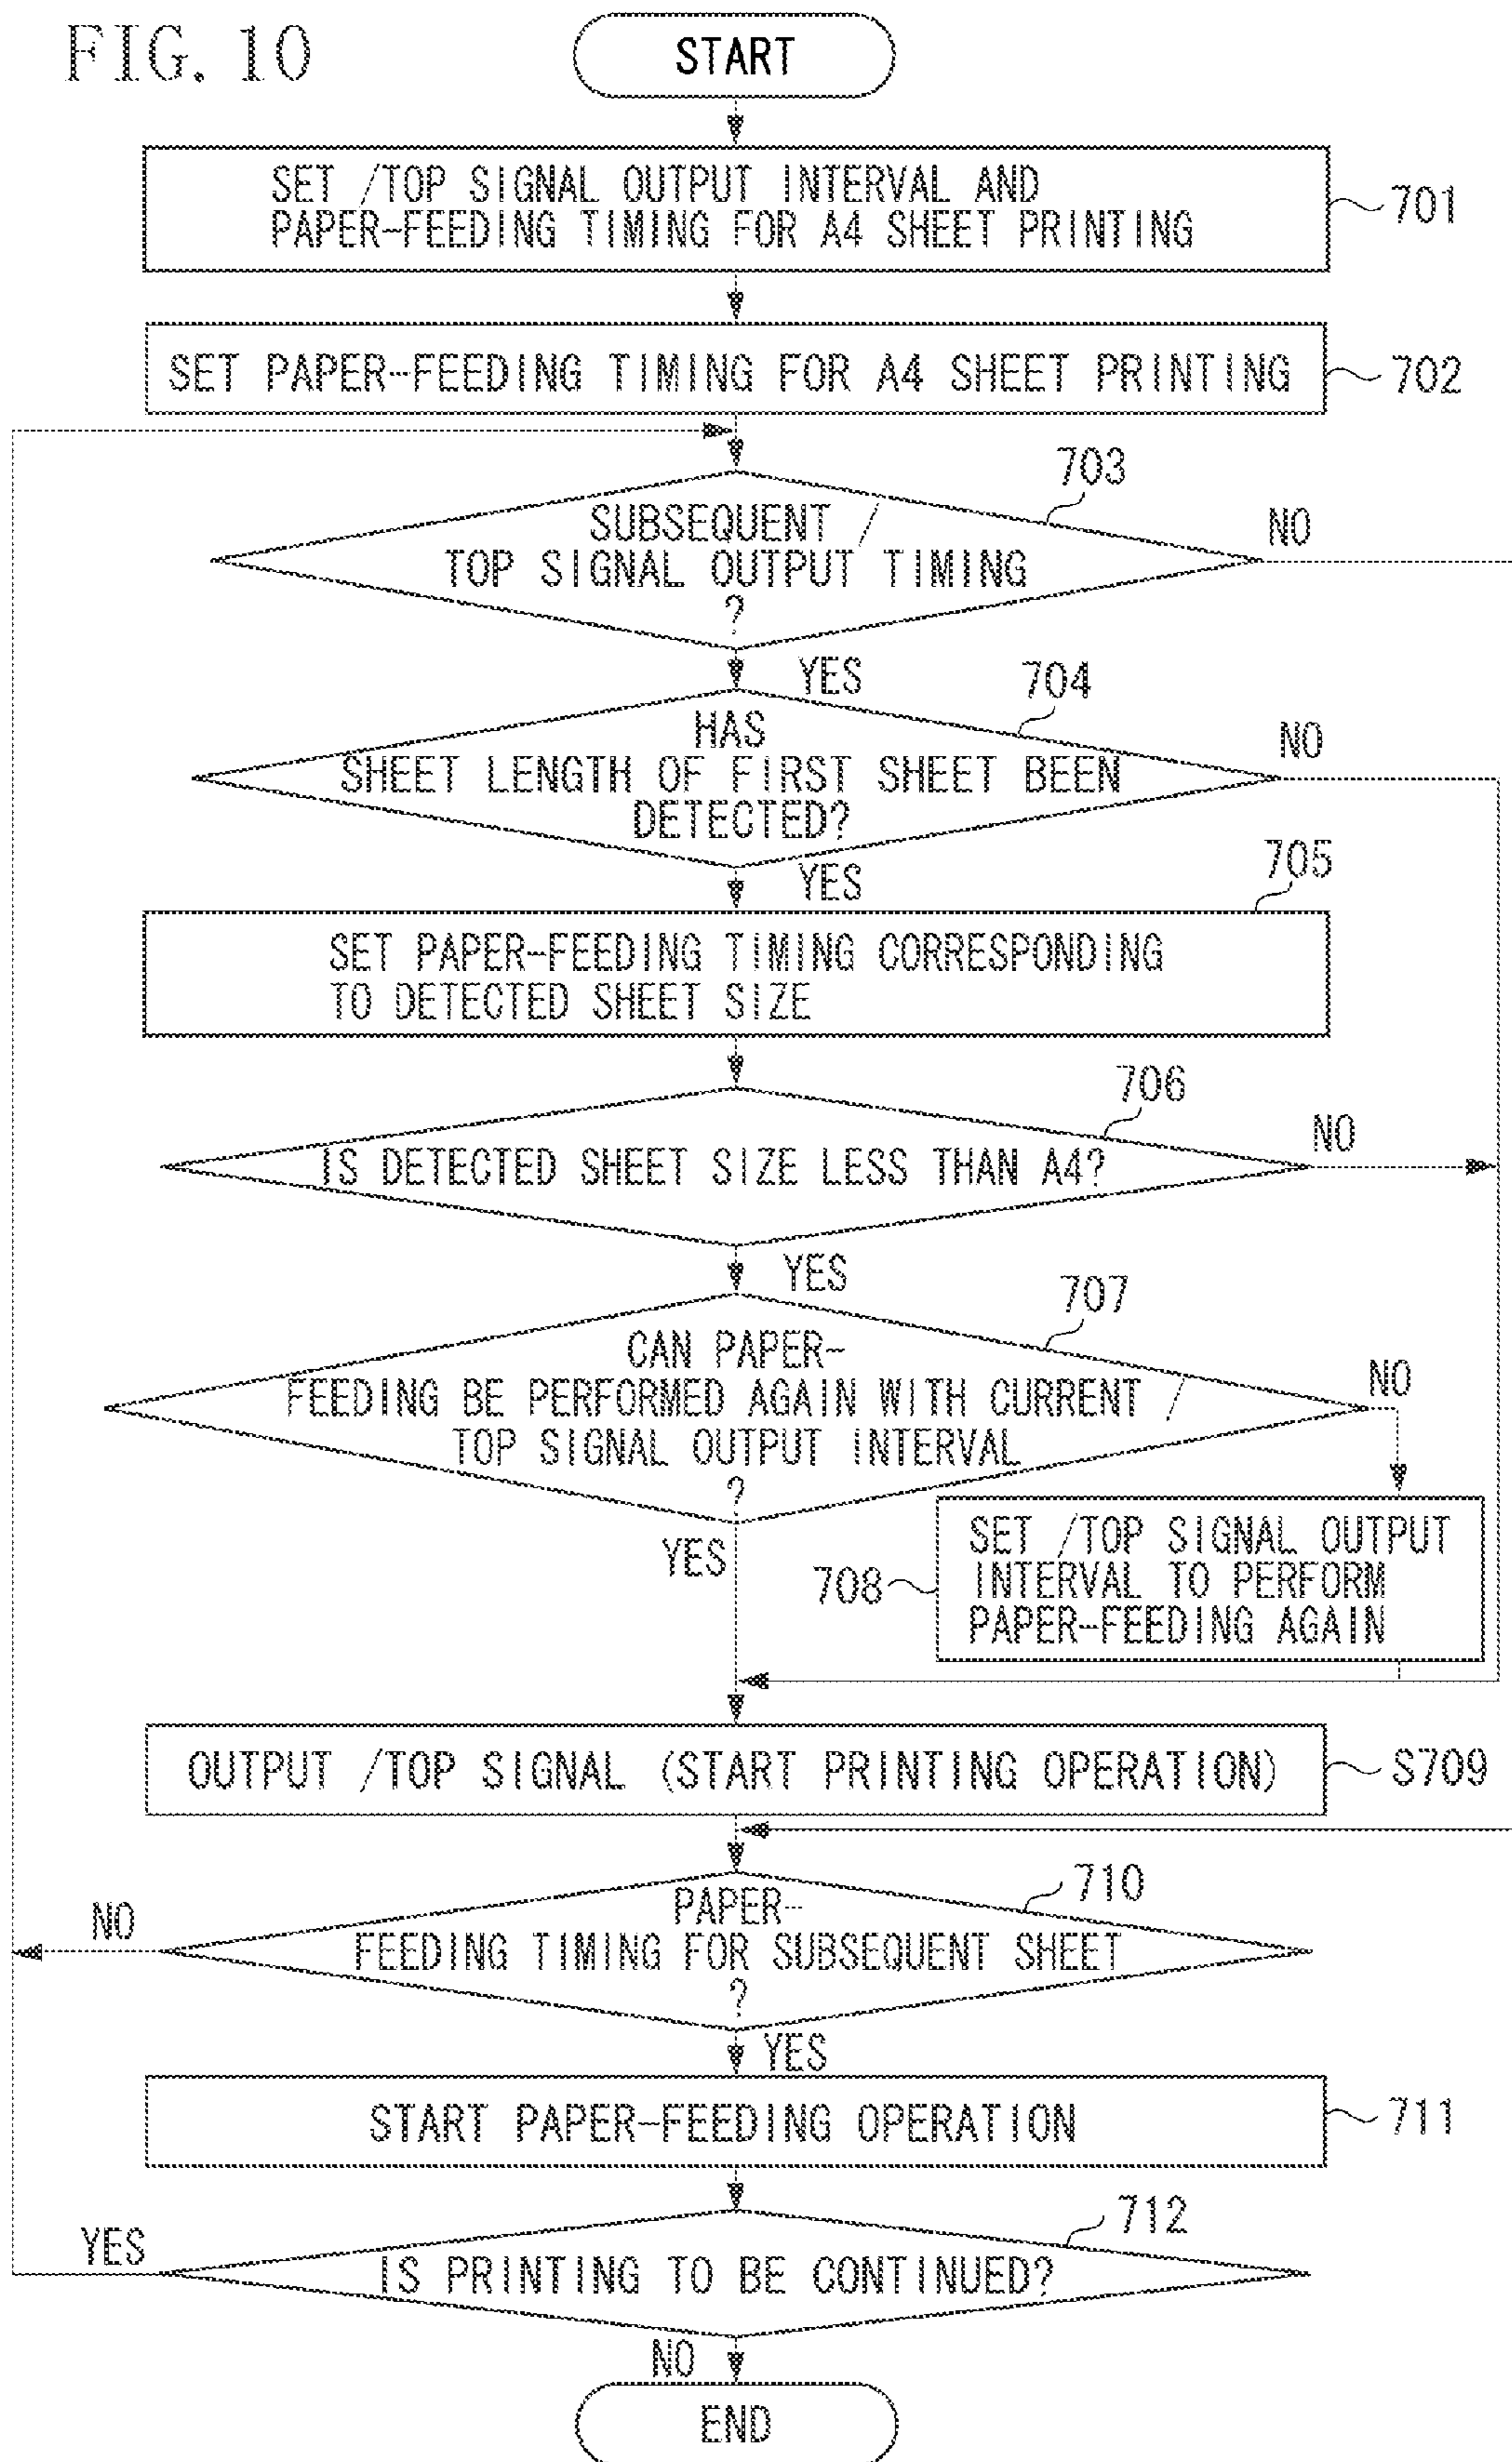 FIG. 10
START
SET /TOP SIGNAL OUTPUT INTERVAL AND
PAPER-FEEDING TIMING FOR A4 SHEET PRINTING
701
SET PAPER-FEEDING TIMING FOR A4 SHEET PRINTING
702
703
SUBSEQUENT /
TOP SIGNAL OUTPUT TIMING
?
NO
YES
704
HAS
SHEET LENGTH OF FIRST SHEET BEEN
DETECTED?
NO
YES
705
SET PAPER-FEEDING TIMING CORRESPONDING
TO DETECTED SHEET SIZE
706
IS DETECTED SHEET SIZE LESS THAN A4?
NO
YES
707
CAN PAPER-
FEEDING BE PERFORMED AGAIN WITH CURRENT /
TOP SIGNAL OUTPUT INTERVAL
?
NO
YES
708
SET /TOP SIGNAL OUTPUT
INTERVAL TO PERFORM
PAPER-FEEDING AGAIN
OUTPUT /TOP SIGNAL (START PRINTING OPERATION)
S709
710
PAPER-
FEEDING TIMING FOR SUBSEQUENT SHEET
?
NO
YES
START PAPER-FEEDING OPERATION
711
712
IS PRINTING TO BE CONTINUED?
YES
NO
END